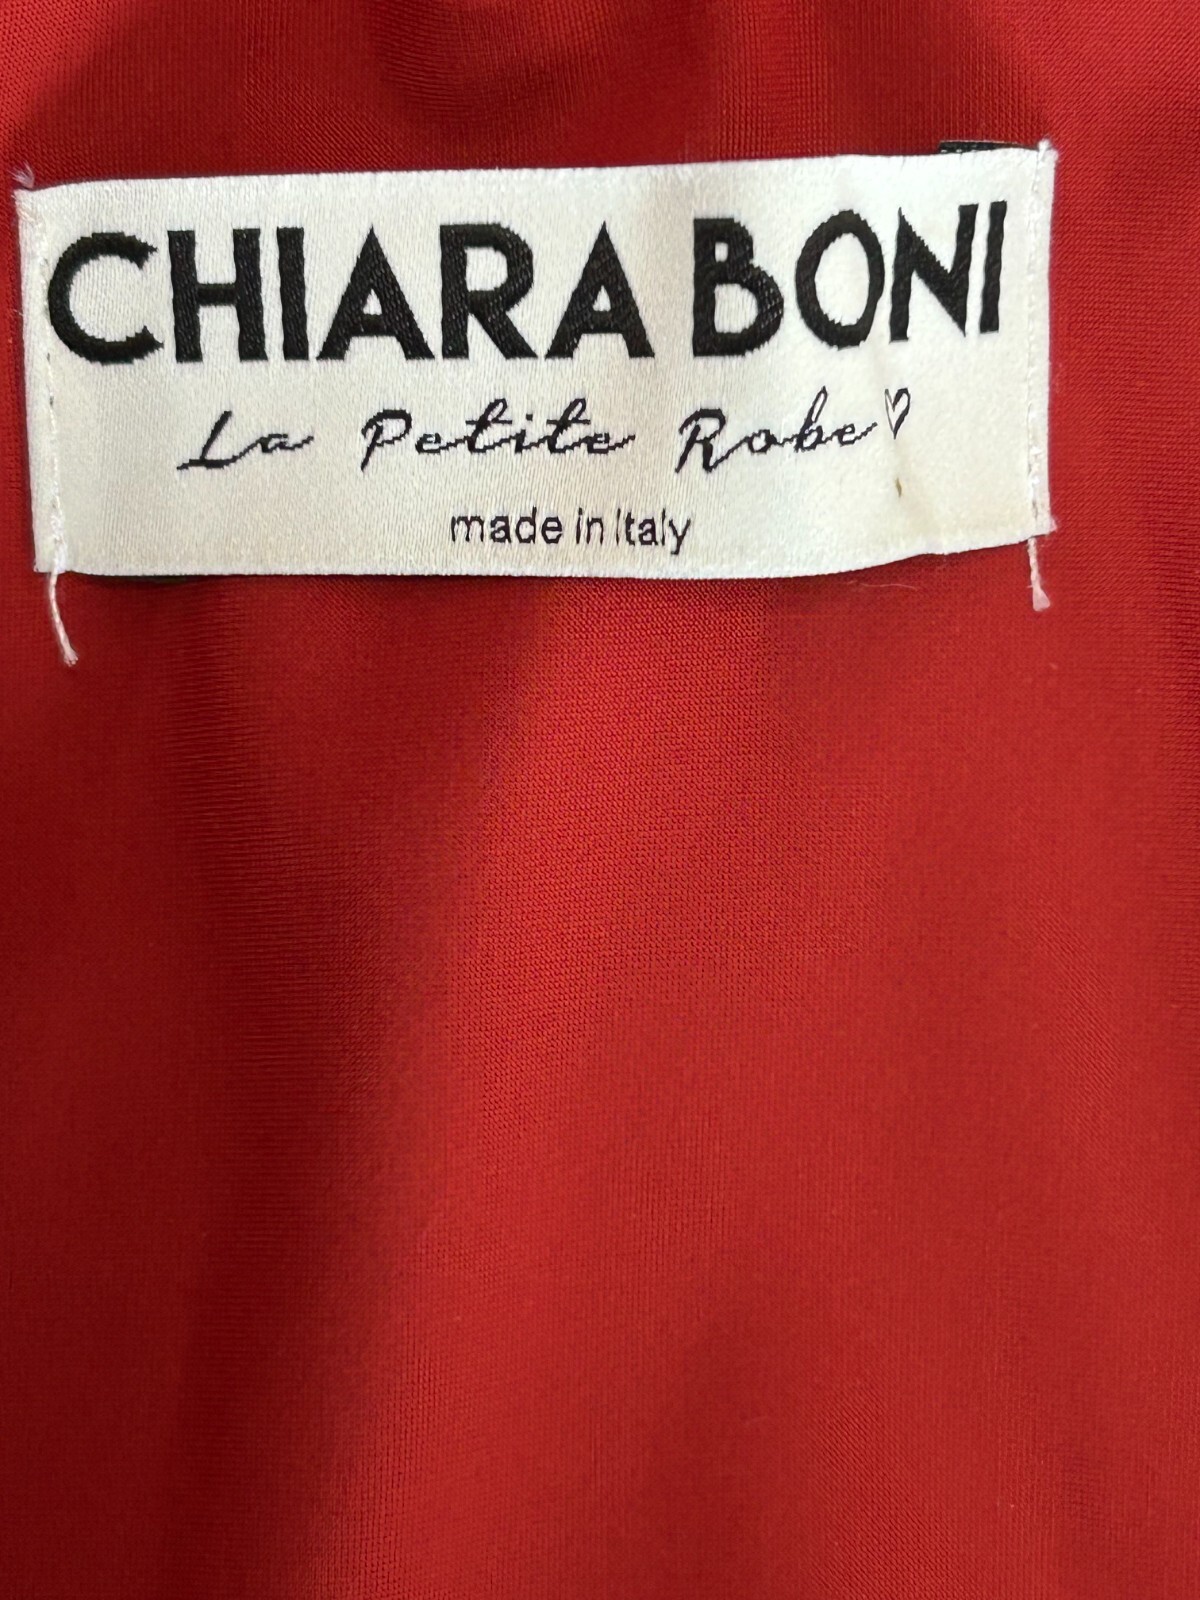 CHIARA BONI
La Petite Robe♡
made in Italy